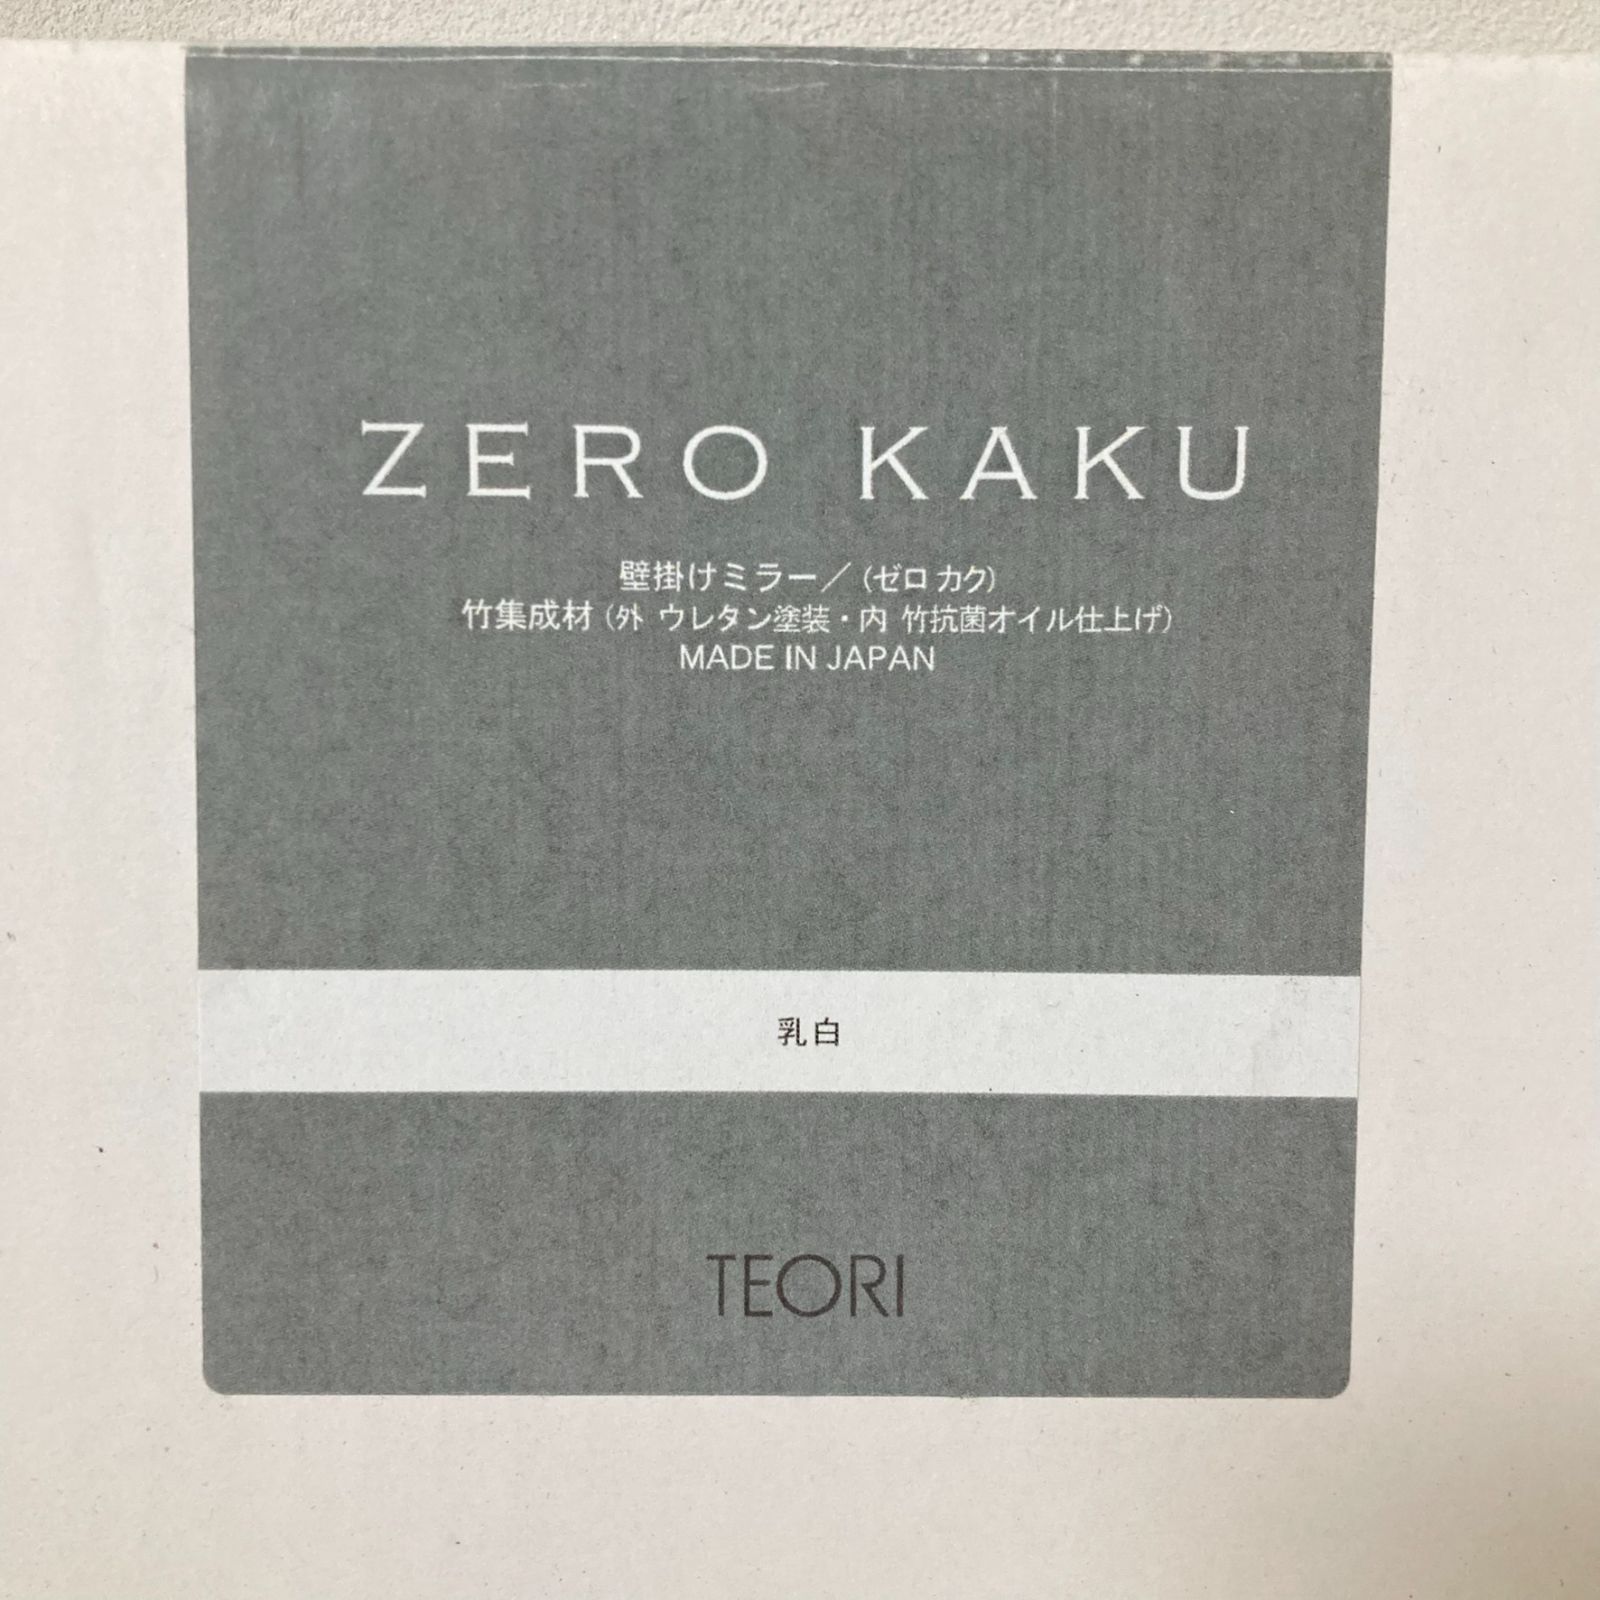 ZERO KAKU
壁掛けミラー／（ゼロ カク）
竹集成材（外 ウレタン塗装・内 竹抗菌オイル仕上げ）
MADE IN JAPAN
乳白
TEORI